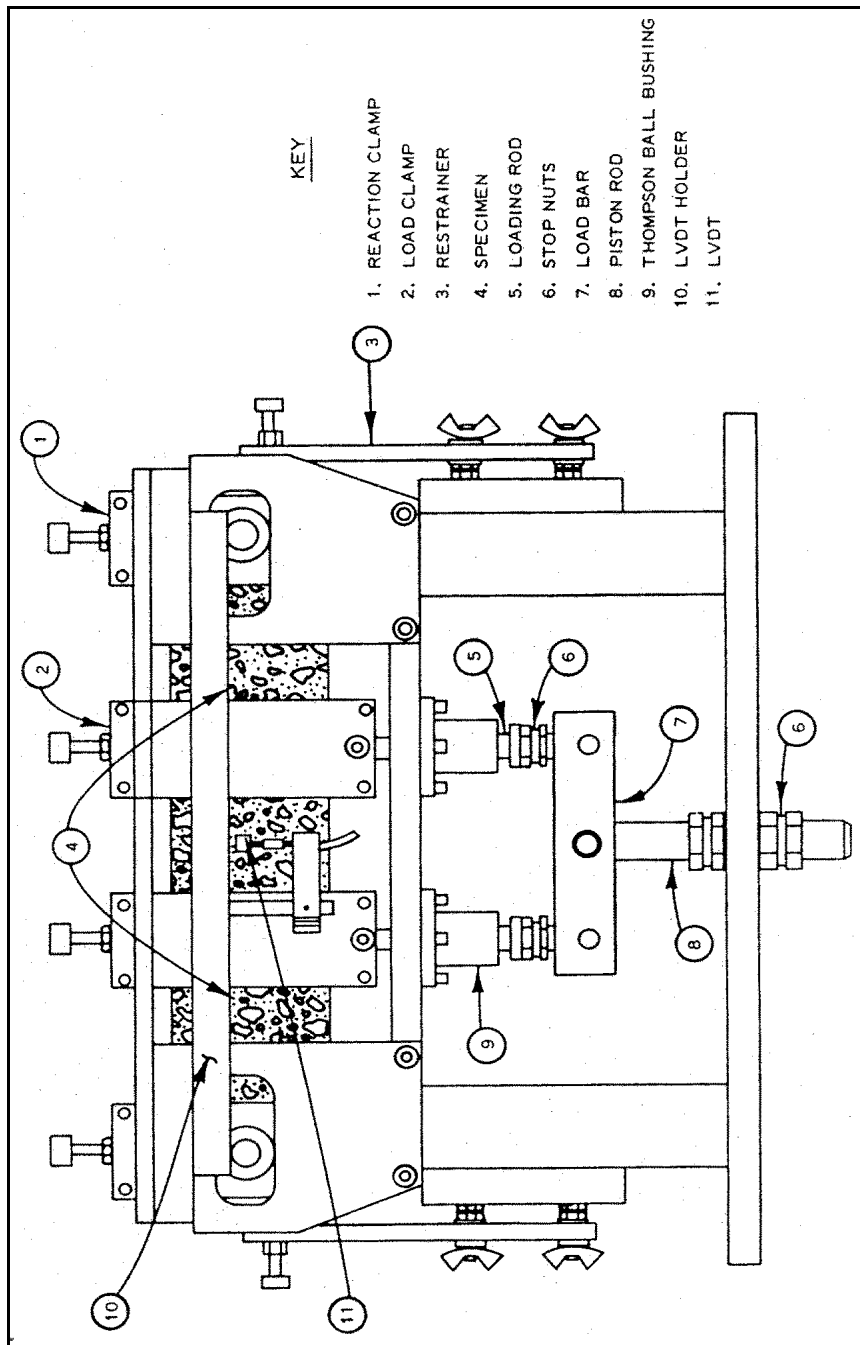 KEY
1. REACTION CLAMP
2. LOAD CLAMP
3. RESTRAINER
4. SPECIMEN
5. LOADING ROD
6. STOP NUTS
7. LOAD BAR
8. PISTON ROD
9. THOMPSON BALL BUSHING
10. LVDT HOLDER
11. LVDT
1
2
3
4
5
6
7
6
8
9
10
11